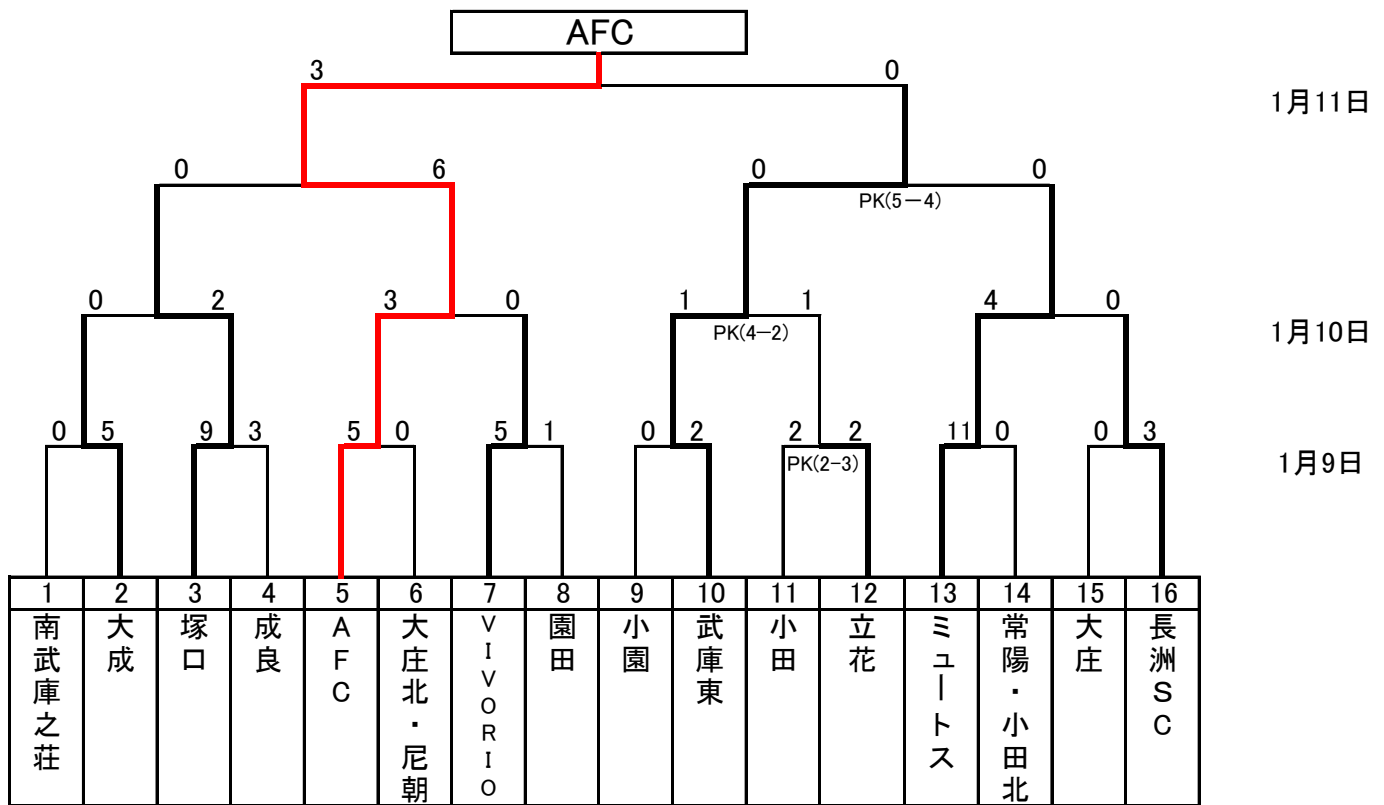 AFC
3 0
1月11日
0 6 0 0
PK(5-4)
0 2 3 0 1 1 4 0
PK(4-2)
1月10日
0 5 9 3 5 0 5 1 0 2 2 2 11 0 0 3
PK(2-3)
1月9日
1 2 3 4 5 6 7 8 9 10 11 12 13 14 15 16
南武庫之荘
大成
塚口
成良
AFC
大庄北・尼朝
VIVORIO
園田
小園
武庫東
小田
立花
ミュートス
常陽・小田北
大庄
長洲SC